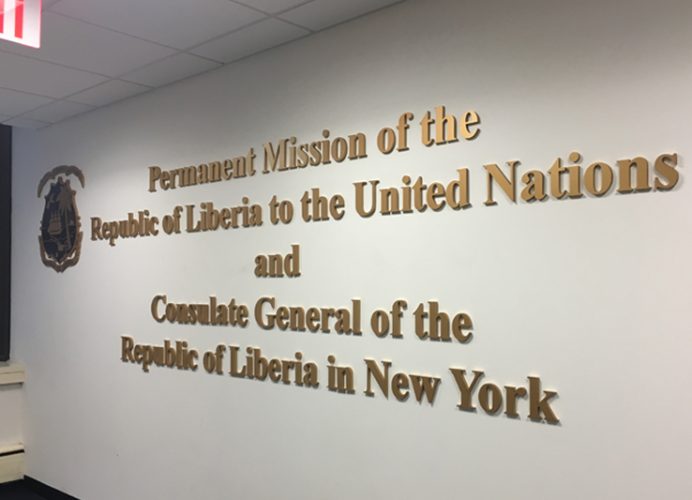 Permanent Mission of the
Republic of Liberia to the United Nations
and
Consulate General of the
Republic of Liberia in New York